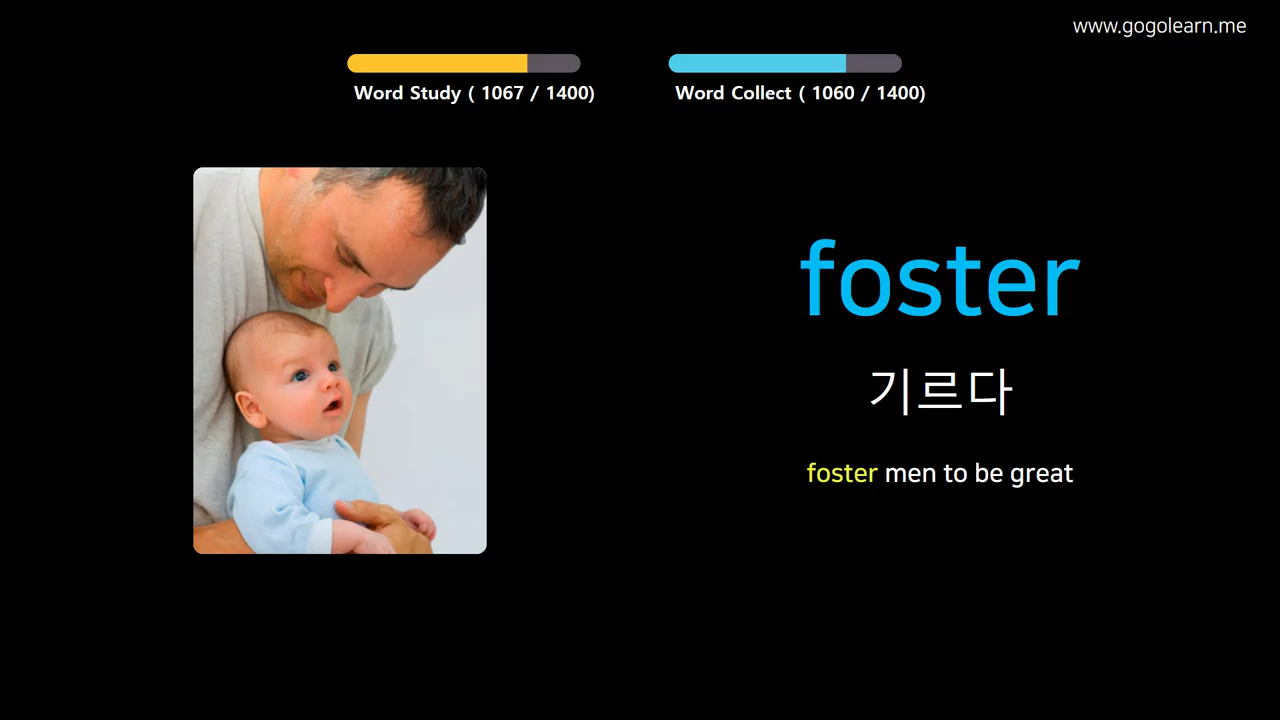 www.gogolearn.me
Word Study ( 1067 / 1400)
Word Collect ( 1060 / 1400)
foster
기르다
foster men to be great